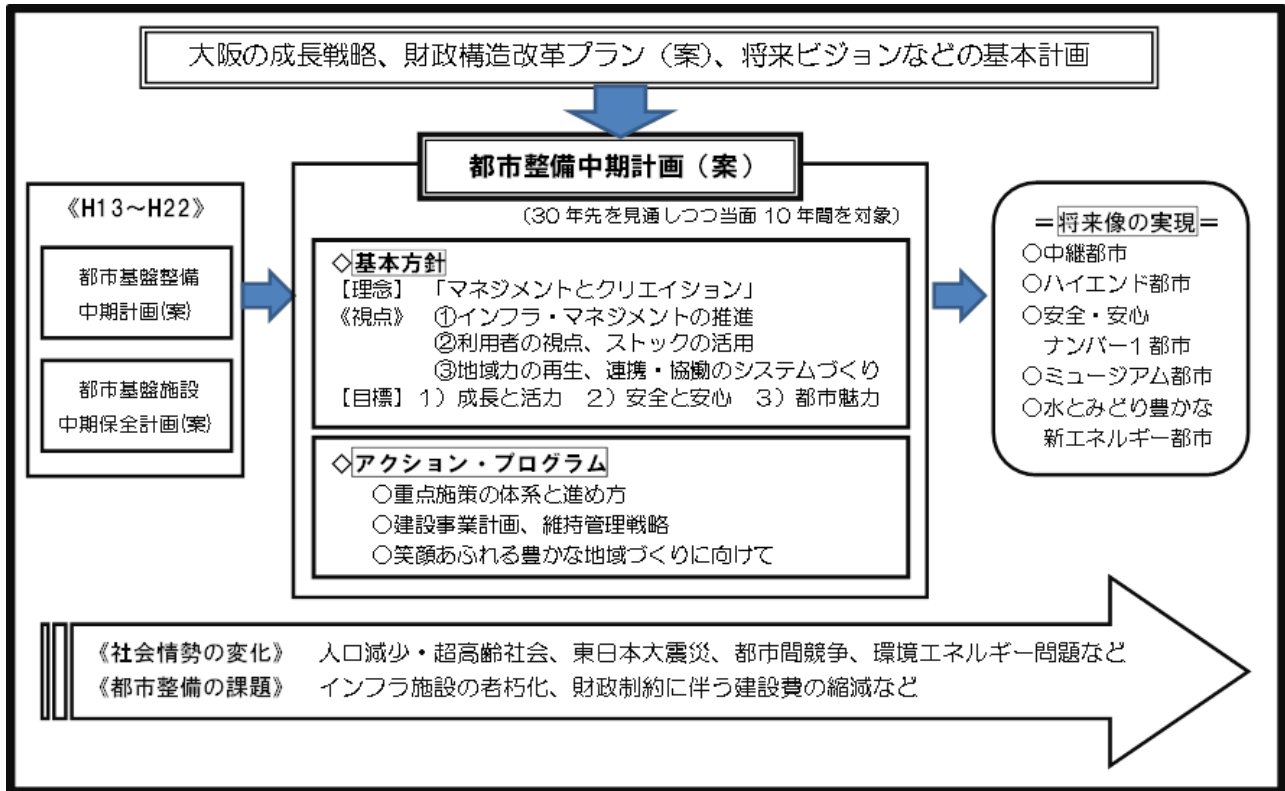 大阪の成長戦略、財政構造改革プラン（案）、将来ビジョンなどの基本計画
都市整備中期計画（案）
（30年先を見通しつつ当面10年間を対象）
《H13～H22》
都市基盤整備
中期計画(案)
都市基盤施設
中期保全計画(案)
◇基本方針
【理念】　「マネジメントとクリエイション」
《視点》　①インフラ・マネジメントの推進
②利用者の視点、ストックの活用
③地域力の再生、連携・協働のシステムづくり
【目標】１）成長と活力　２）安全と安心　３）都市魅力
◇アクション・プログラム
○重点施策の体系と進め方
○建設事業計画、維持管理戦略
○笑顔あふれる豊かな地域づくりに向けて
＝将来像の実現＝
○中継都市
○ハイエンド都市
○安全・安心
ナンバー１都市
○ミュージアム都市
○水とみどり豊かな
新エネルギー都市
《社会情勢の変化》　人口減少・超高齢社会、東日本大震災、都市間競争、環境エネルギー問題など
《都市整備の課題》　インフラ施設の者朽化、財政制約に伴う建設費の縮減など